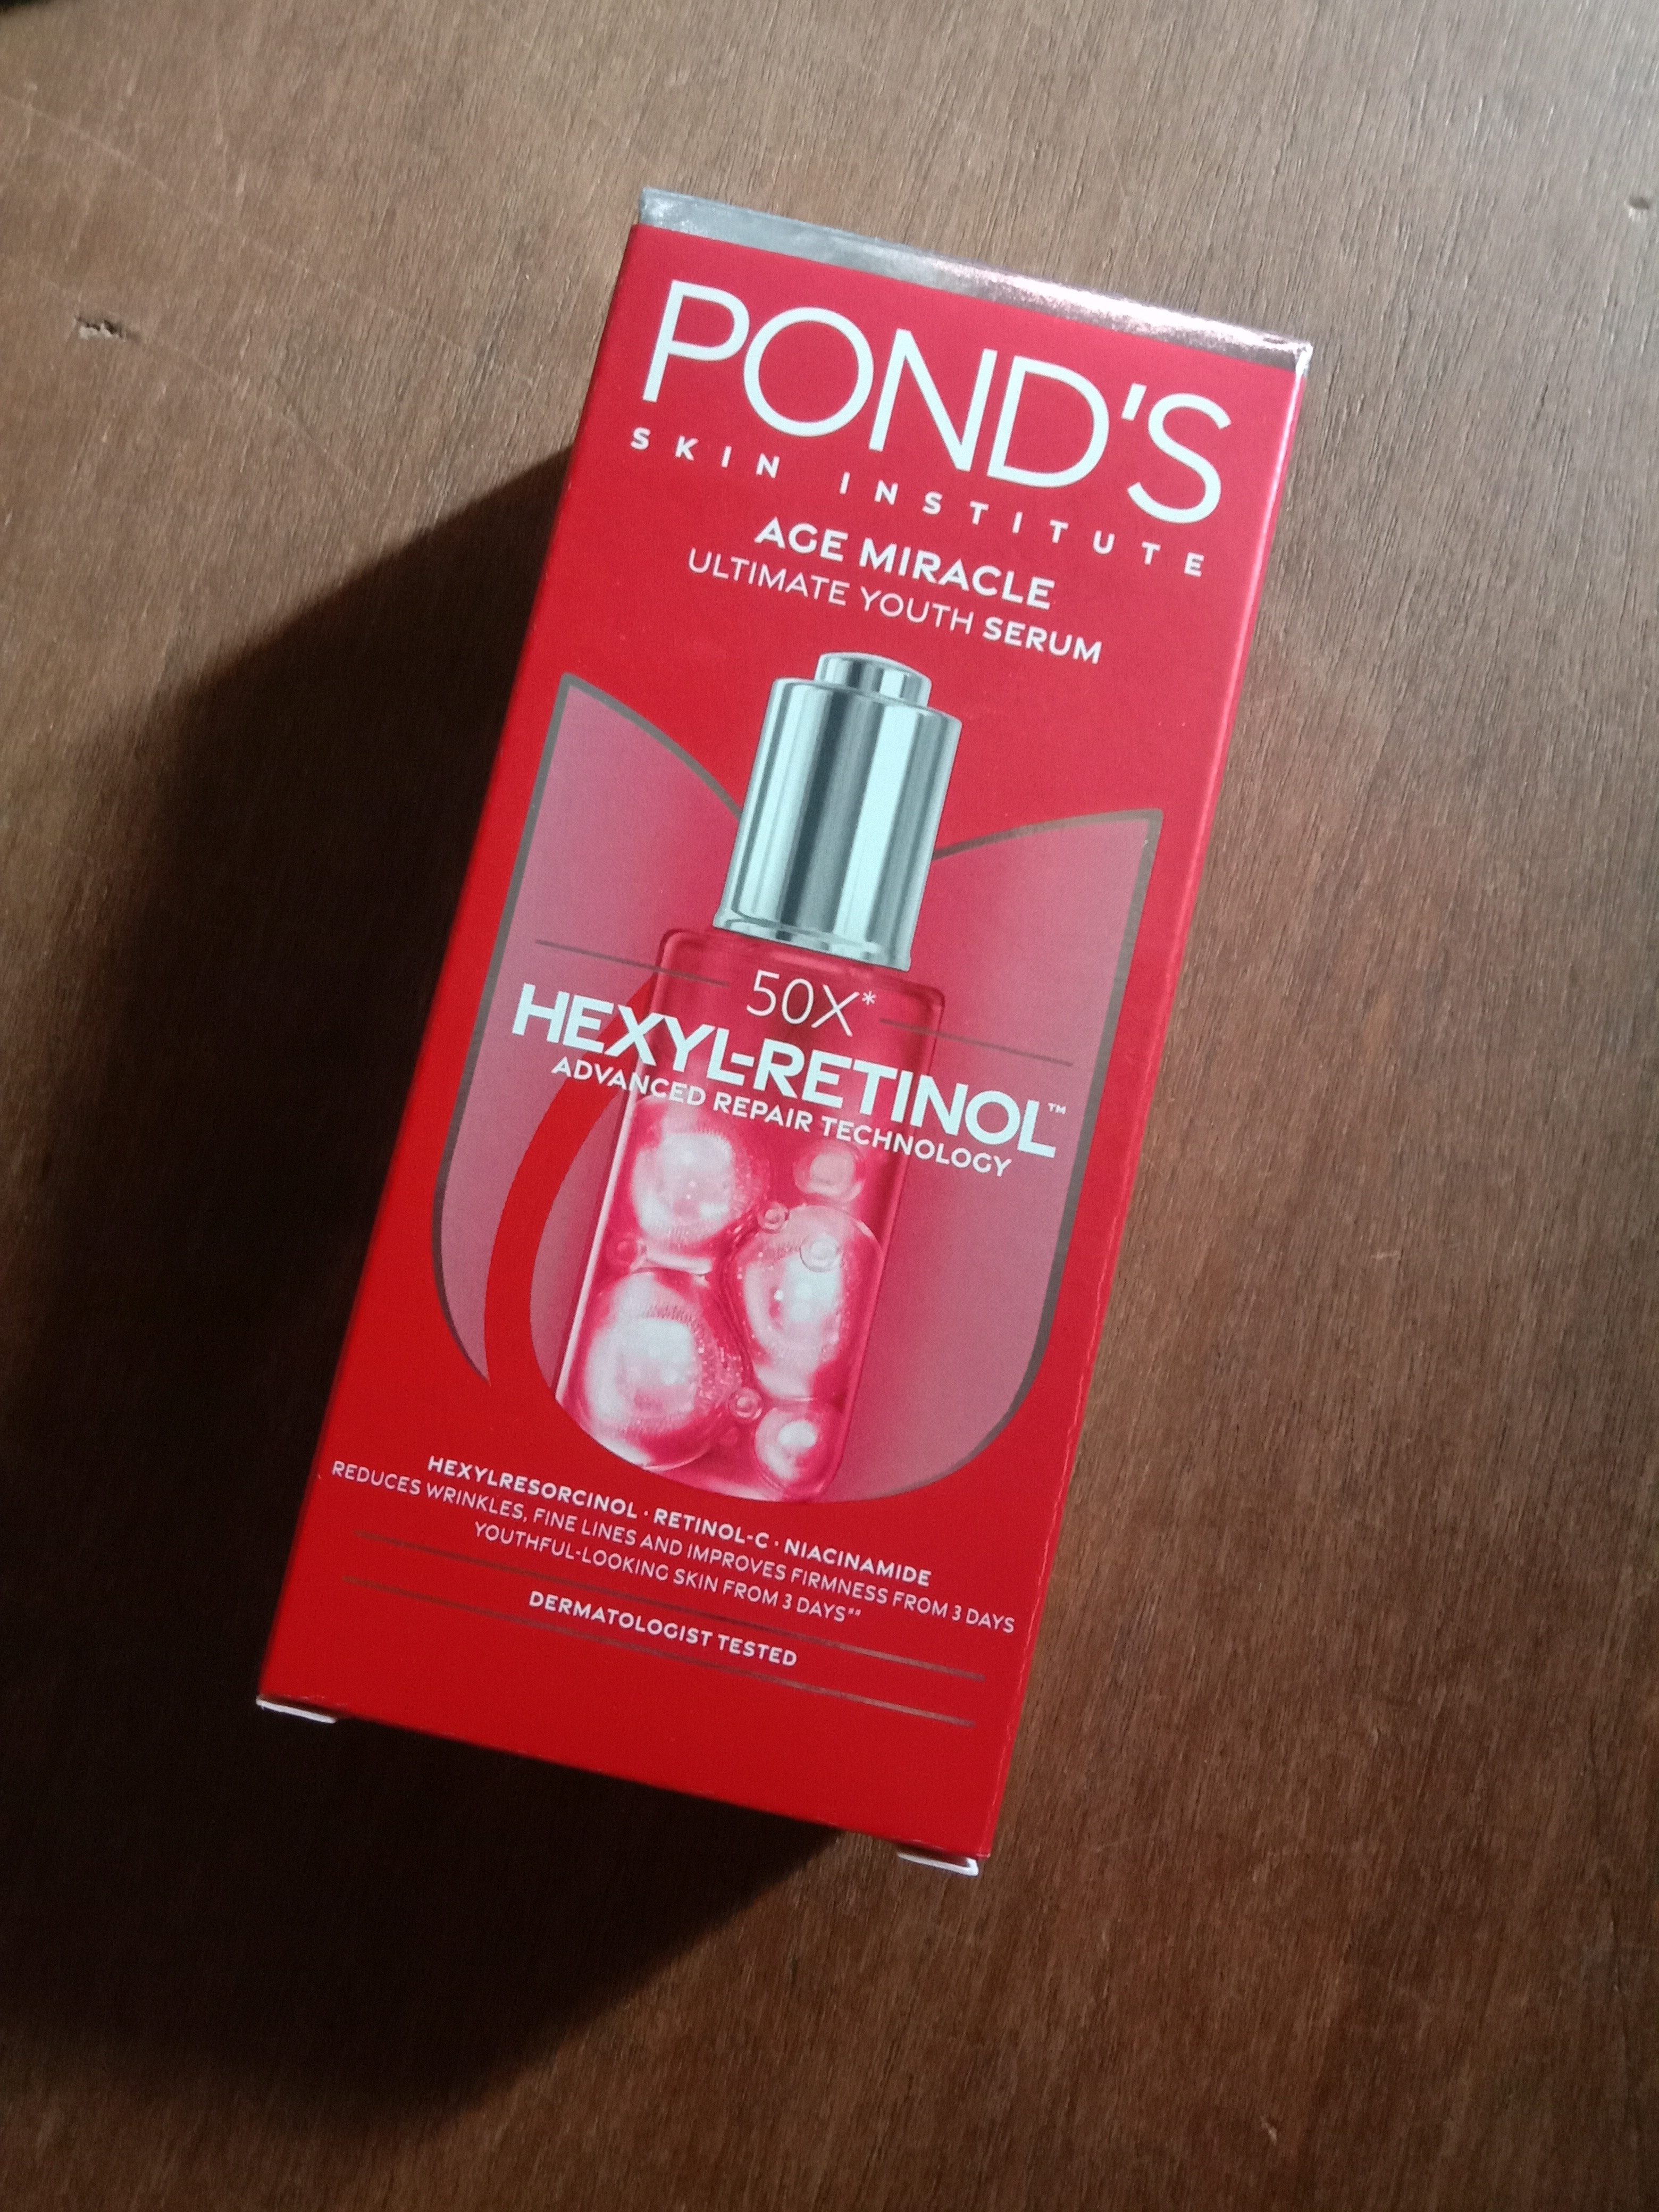 POND'S
SKIN INSTITUTE
AGE MIRACLE
ULTIMATE YOUTH SERUM
50X*
HEXYL-RETINOL™
ADVANCED REPAIR TECHNOLOGY
HEXYLRESORCINOL · RETINOL-C · NIACINAMIDE
REDUCES WRINKLES, FINE LINES AND IMPROVES FIRMNESS FROM 3 DAYS
YOUTHFUL-LOOKING SKIN FROM 3 DAYS**
DERMATOLOGIST TESTED